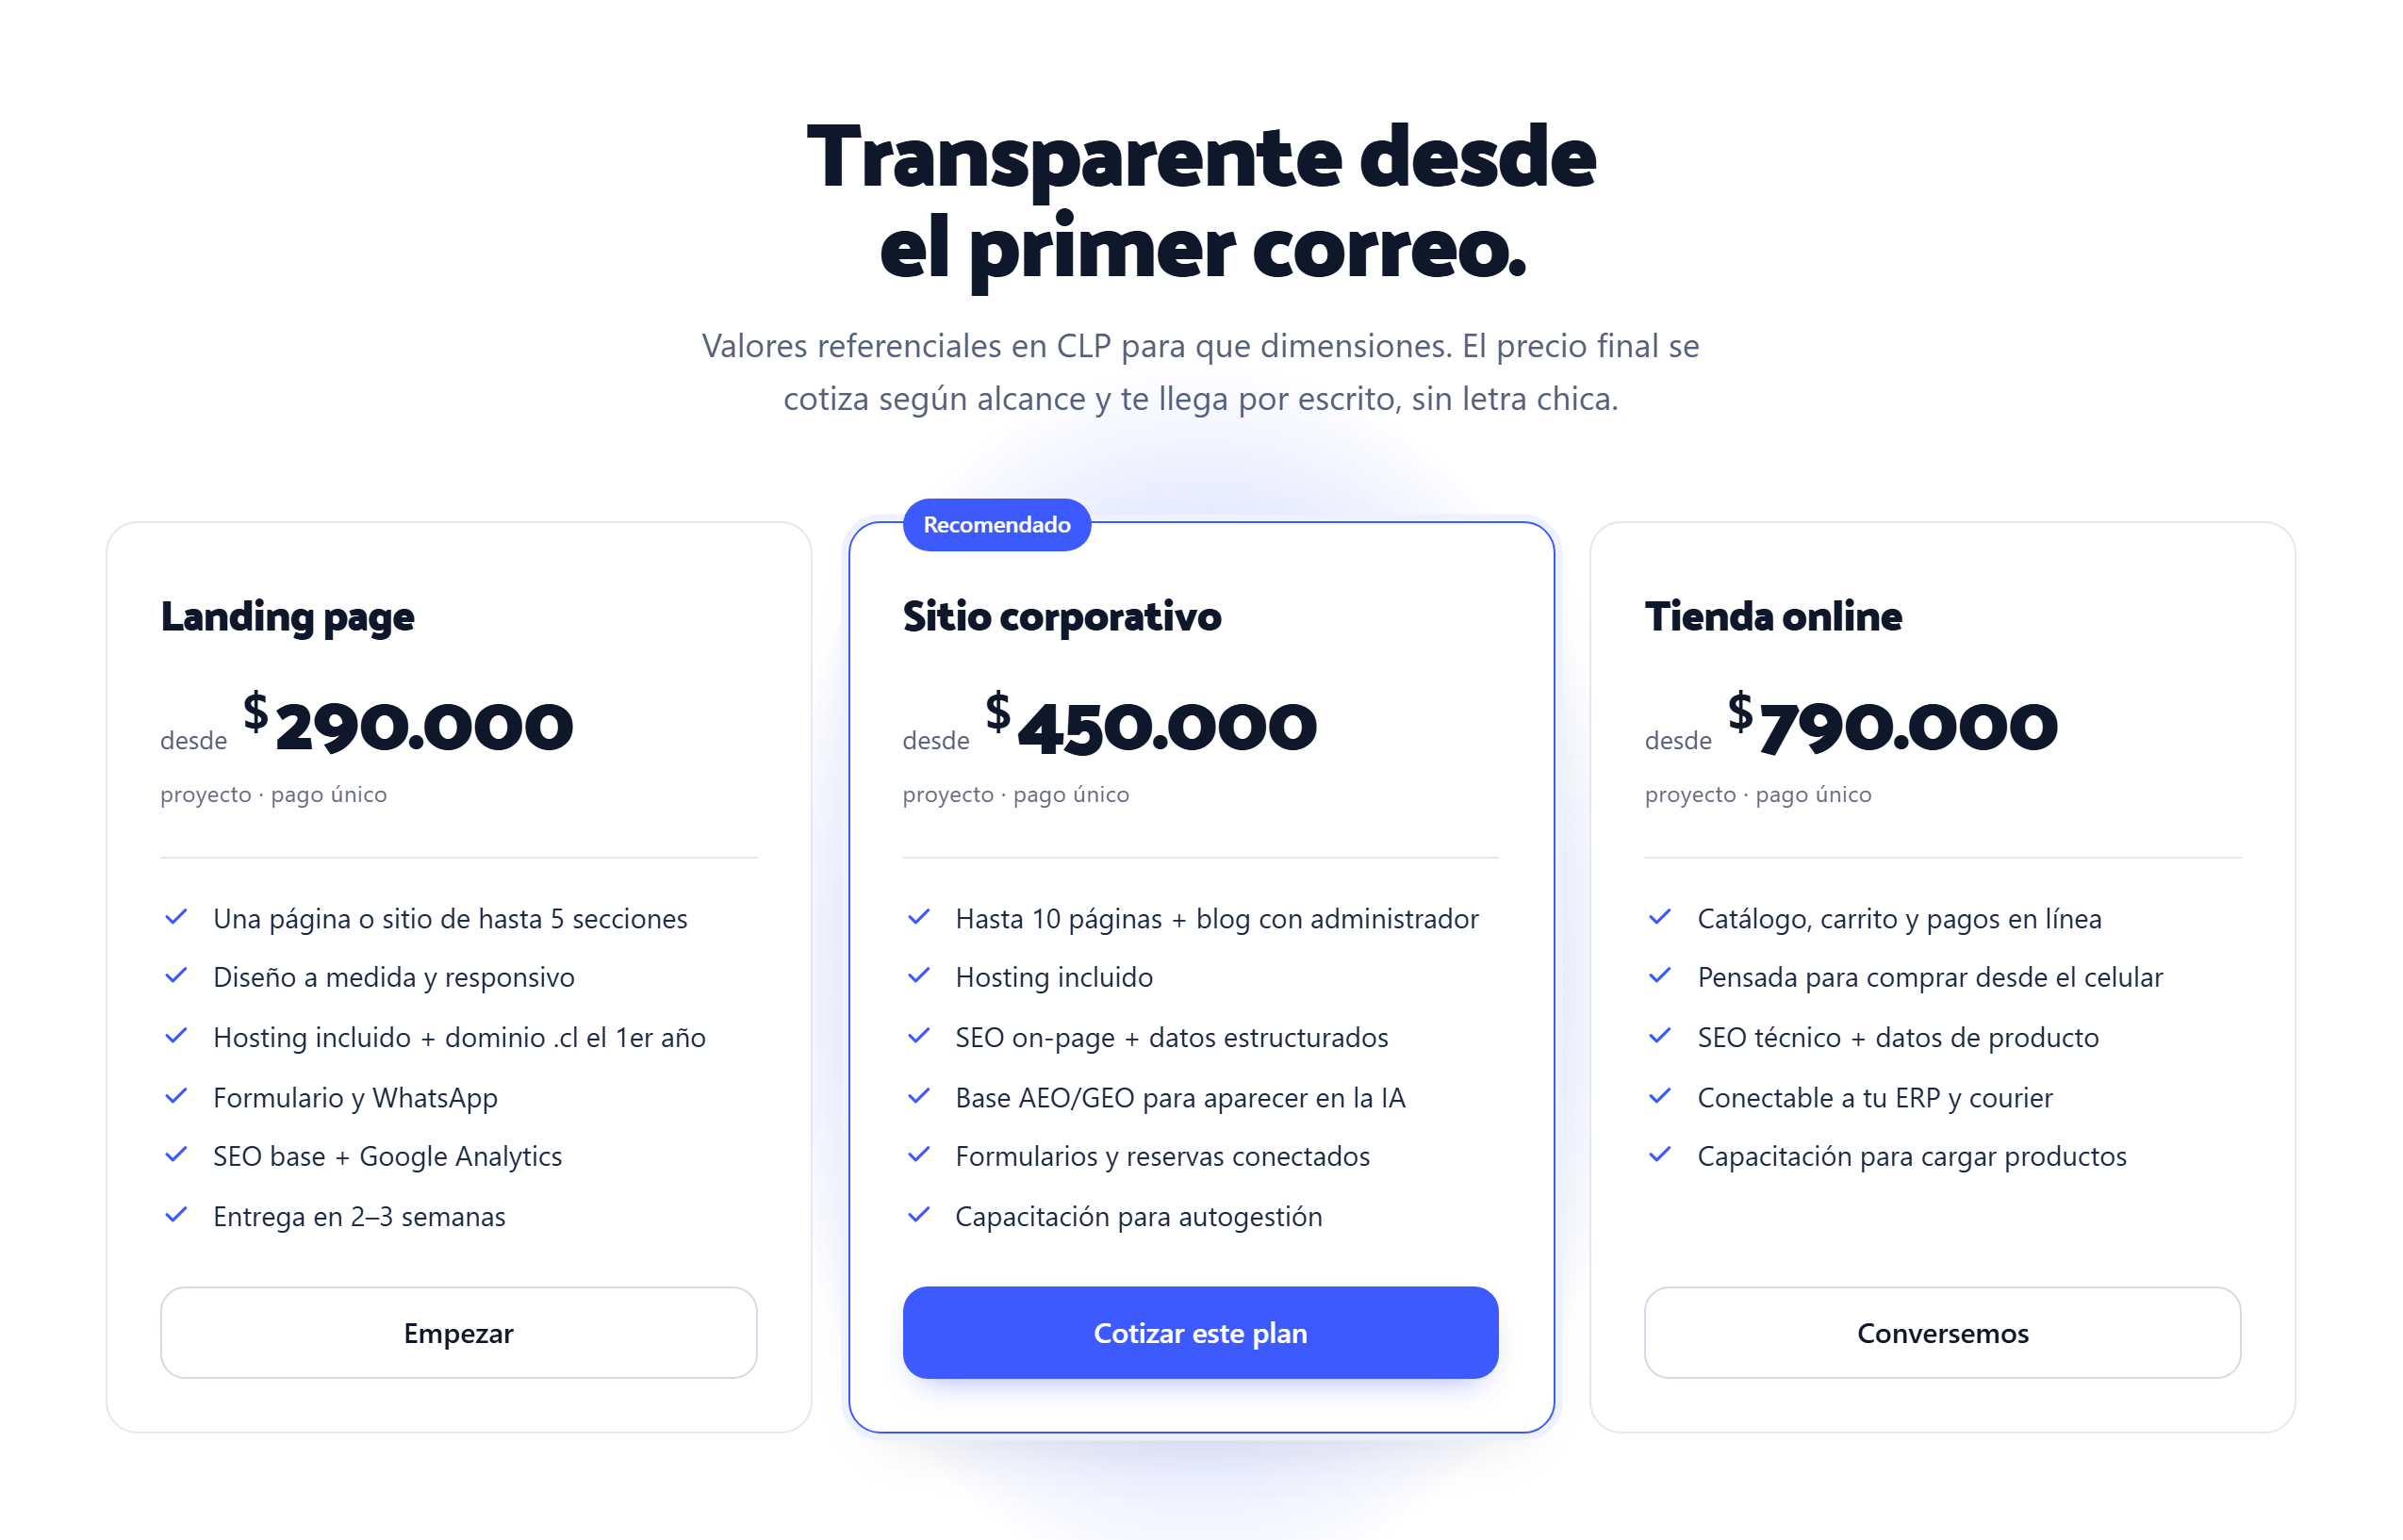 Transparente desde
el primer correo.
Valores referenciales en CLP para que dimensiones. El precio final se
cotiza según alcance y te llega por escrito, sin letra chica.
Landing page
desde $290.000
proyecto · pago único
Una página o sitio de hasta 5 secciones
Diseño a medida y responsivo
Hosting incluido + dominio .cl el 1er año
Formulario y WhatsApp
SEO base + Google Analytics
Entrega en 2–3 semanas
Empezar
Recomendado
Sitio corporativo
desde $450.000
proyecto · pago único
Hasta 10 páginas + blog con administrador
Hosting incluido
SEO on-page + datos estructurados
Base AEO/GEO para aparecer en la IA
Formularios y reservas conectados
Capacitación para autogestión
Cotizar este plan
Tienda online
desde $790.000
proyecto · pago único
Catálogo, carrito y pagos en línea
Pensada para comprar desde el celular
SEO técnico + datos de producto
Conectable a tu ERP y courier
Capacitación para cargar productos
Conversemos